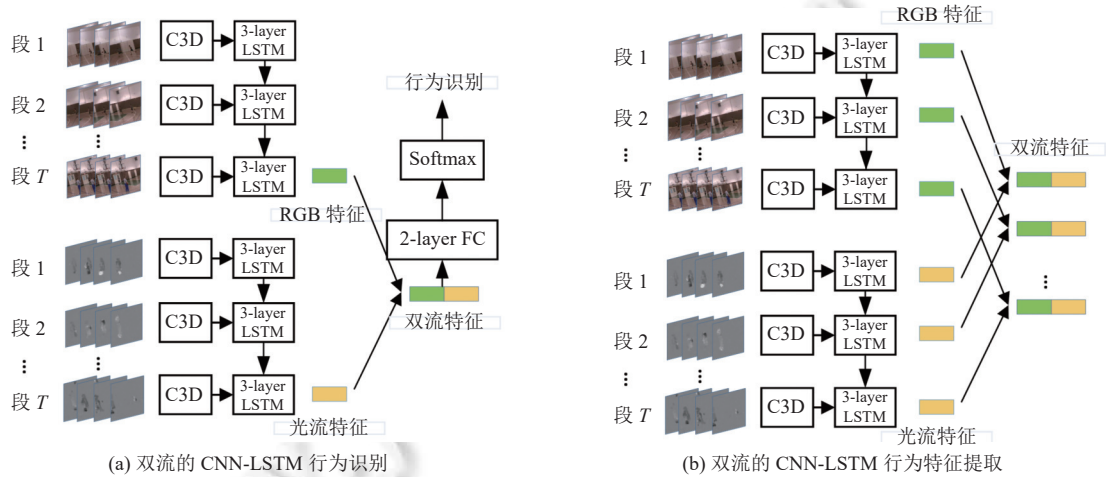 段 1
C3D
3-layer
LSTM
段 2
C3D
3-layer
LSTM
段 T
C3D
3-layer
LSTM
RGB 特征
段 1
C3D
3-layer
LSTM
段 2
C3D
3-layer
LSTM
段 T
C3D
3-layer
LSTM
光流特征
行为识别
Softmax
2-layer FC
双流特征
(a) 双流的 CNN-LSTM 行为识别
RGB 特征
段 1
C3D
3-layer
LSTM
段 2
C3D
3-layer
LSTM
段 T
C3D
3-layer
LSTM
双流特征
段 1
C3D
3-layer
LSTM
段 2
C3D
3-layer
LSTM
段 T
C3D
3-layer
LSTM
光流特征
(b) 双流的 CNN-LSTM 行为特征提取